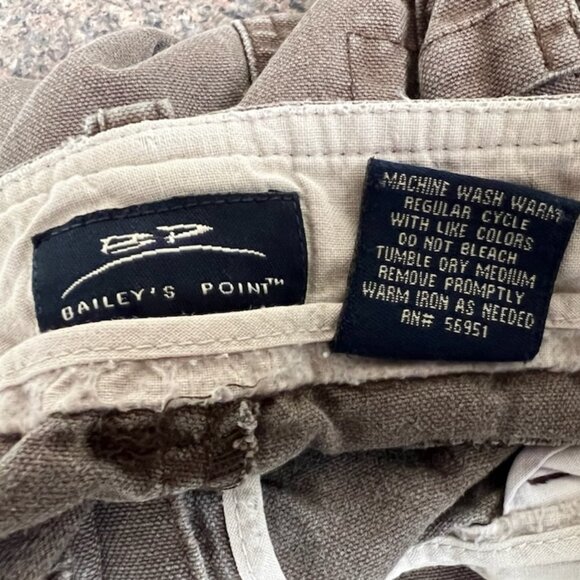 BP
BAILEY'S POINT™
MACHINE WASH WARM
REGULAR CYCLE
WITH LIKE COLORS
DO NOT BLEACH
TUMBLE DRY MEDIUM
REMOVE PROMPTLY
WARM IRON AS NEEDED
RN# 56951